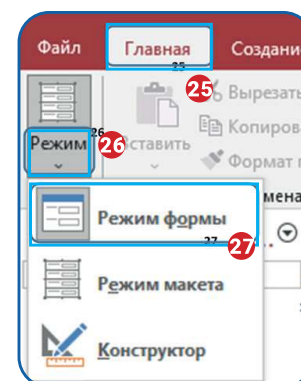 Файл Главная Создани
25
25 Вырезать
Копиров
Режим 26 26 Вставить
Формат п
мена
Режим формы
27 27
Режим макета
Конструктор